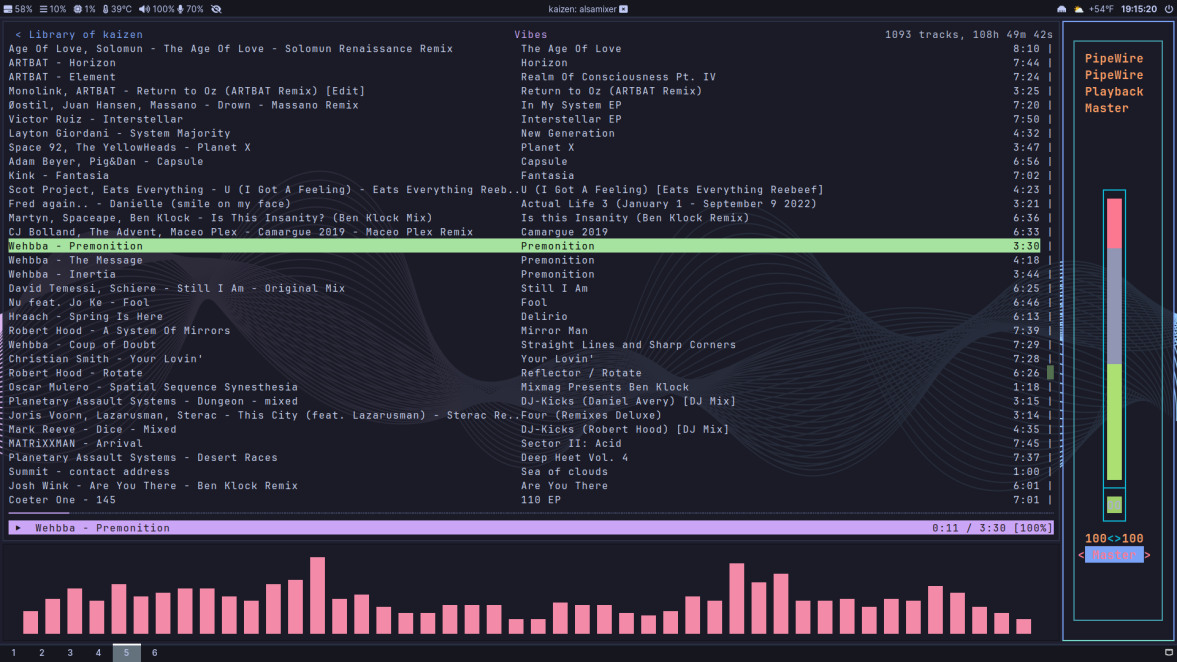 58% 10% 1% 39°C 100% 70% kaizen: alsamixer +54°F 19:15:20
< Library of kaizen Vibes 1093 tracks, 108h 49m 42s
Age Of Love, Solomun - The Age Of Love - Solomun Renaissance Remix The Age Of Love 8:10 |
ARTBAT - Horizon Horizon 7:44 |
ARTBAT - Element Realm Of Consciousness Pt. IV 7:24 |
Monolink, ARTBAT - Return to Oz (ARTBAT Remix) [Edit] Return to Oz (ARTBAT Remix) 3:25 |
Øostil, Juan Hansen, Massano - Drown - Massano Remix In My System EP 7:20 |
Victor Ruiz - Interstellar Interstellar EP 7:50 |
Layton Giordani - System Majority New Generation 4:32 |
Space 92, The YellowHeads - Planet X Planet X 3:47 |
Adam Beyer, Pig&Dan - Capsule Capsule 6:56 |
Kink - Fantasia Fantasia 7:02 |
Scot Project, Eats Everything - U (I Got A Feeling) - Eats Everything Reeb..U (I Got A Feeling) [Eats Everything Reebeef] 4:23 |
Fred again.. - Danielle (smile on my face) Actual Life 3 (January 1 - September 9 2022) 3:21 |
Martyn, Spaceape, Ben Klock - Is This Insanity? (Ben Klock Mix) Is this Insanity (Ben Klock Remix) 6:36 |
CJ Bolland, The Advent, Maceo Plex - Camargue 2019 - Maceo Plex Remix Camargue 2019 6:33 |
Wehbba - Premonition Premonition 3:30 |
Wehbba - The Message Premonition 4:18 |
Wehbba - Inertia Premonition 3:44 |
David Temessi, Schiere - Still I Am - Original Mix Still I Am 6:25 |
Nu feat. Jo Ke - Fool Fool 6:46 |
Hraach - Spring Is Here Delirio 6:13 |
Robert Hood - A System Of Mirrors Mirror Man 7:39 |
Wehbba - Coup of Doubt Straight Lines and Sharp Corners 7:29 |
Christian Smith - Your Lovin' Your Lovin' 7:28 |
Robert Hood - Rotate Reflector / Rotate 6:26
Oscar Mulero - Spatial Sequence Synesthesia Mixmag Presents Ben Klock 1:18 |
Planetary Assault Systems - Dungeon - mixed DJ-Kicks (Daniel Avery) [DJ Mix] 3:15 |
Joris Voorn, Lazarusman, Sterac - This City (feat. Lazarusman) - Sterac Re..Four (Remixes Deluxe) 3:14 |
Mark Reeve - Dice - Mixed DJ-Kicks (Robert Hood) [DJ Mix] 4:35 |
MATRiXXMAN - Arrival Sector II: Acid 7:45 |
Planetary Assault Systems - Desert Races Deep Heet Vol. 4 7:37 |
Summit - contact address Sea of clouds 1:00 |
Josh Wink - Are You There - Ben Klock Remix Are You There 6:01 |
Coeter One - 145 110 EP 7:01 |
Wehbba - Premonition 0:11 / 3:30 [100%]
PipeWire
PipeWire
Playback
Master
100<>100
< Master >
1 2 3 4 5 6